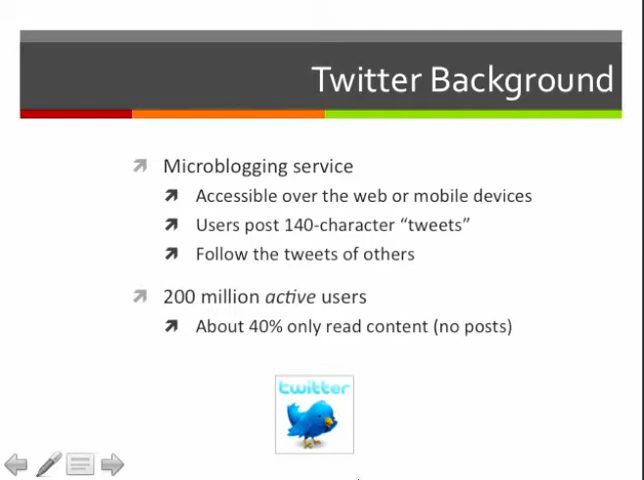 Twitter Background
Microblogging service
Accessible over the web or mobile devices
Users post 140-character “tweets”
Follow the tweets of others
200 million active users
About 40% only read content (no posts)
twitter